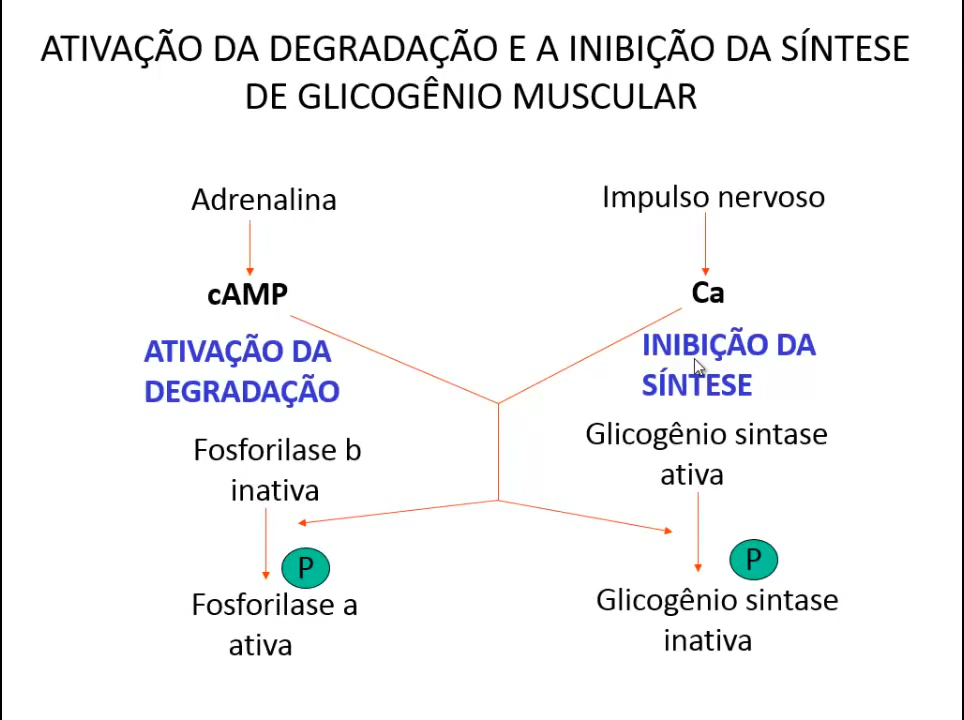 ATIVAÇÃO DA DEGRADAÇÃO E A INIBIÇÃO DA SÍNTESE
DE GLICOGÊNIO MUSCULAR
Adrenalina
Impulso nervoso
cAMP
Ca
ATIVAÇÃO DA
DEGRADAÇÃO
INIBIÇÃO DA
SÍNTESE
Fosforilase b
inativa
Glicogênio sintase
ativa
P
P
Fosforilase a
ativa
Glicogênio sintase
inativa